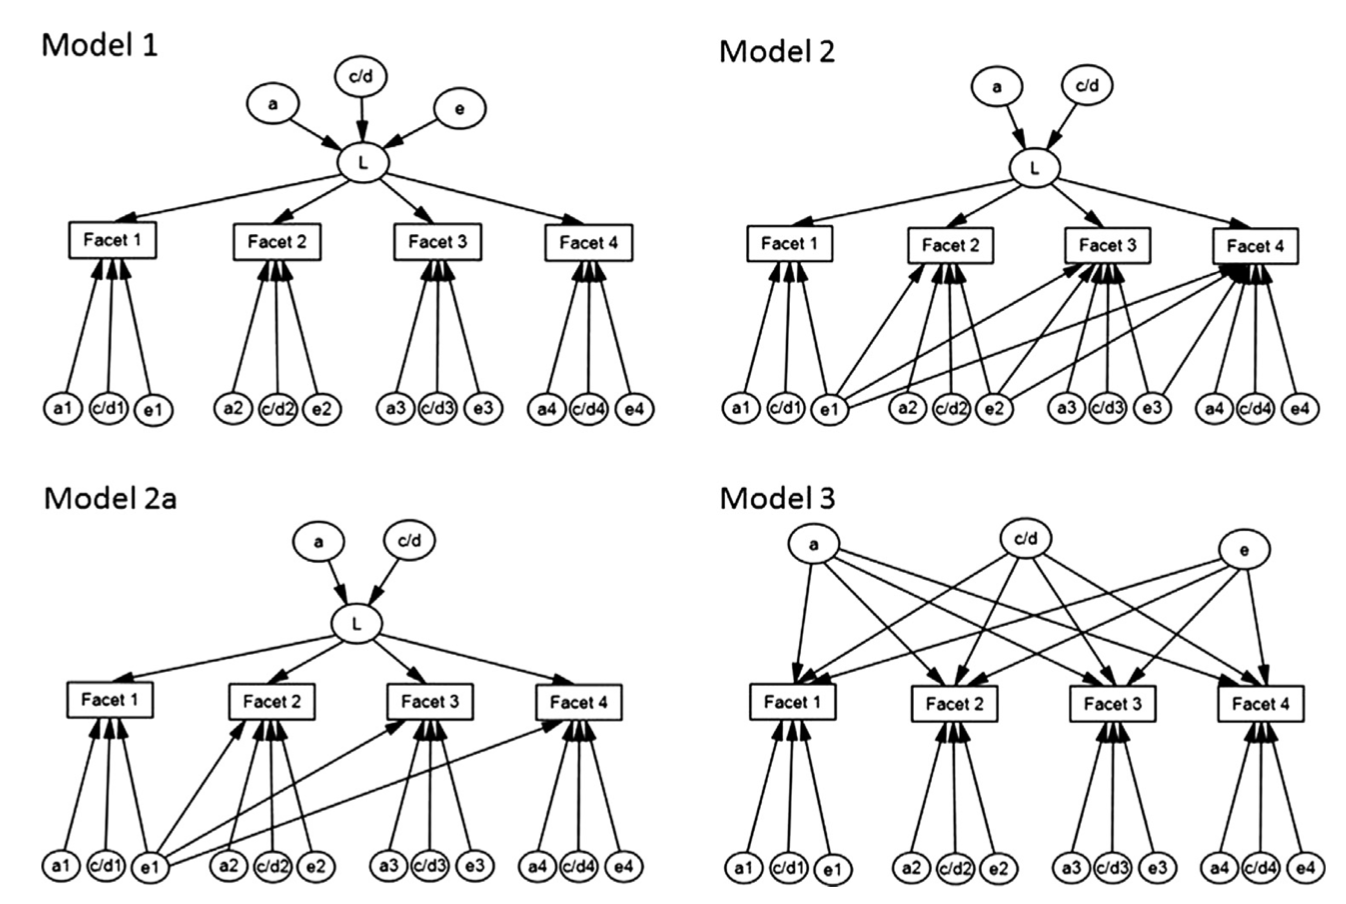 Model 1
a
c/d
e
L
Facet 1
Facet 2
Facet 3
Facet 4
a1 c/d1 e1 a2 c/d2 e2 a3 c/d3 e3 a4 c/d4 e4
Model 2
a
c/d
L
Facet 1
Facet 2
Facet 3
Facet 4
a1 c/d1 e1 a2 c/d2 e2 a3 c/d3 e3 a4 c/d4 e4
Model 2a
a
c/d
L
Facet 1
Facet 2
Facet 3
Facet 4
a1 c/d1 e1 a2 c/d2 e2 a3 c/d3 e3 a4 c/d4 e4
Model 3
a
c/d
e
Facet 1
Facet 2
Facet 3
Facet 4
a1 c/d1 e1 a2 c/d2 e2 a3 c/d3 e3 a4 c/d4 e4